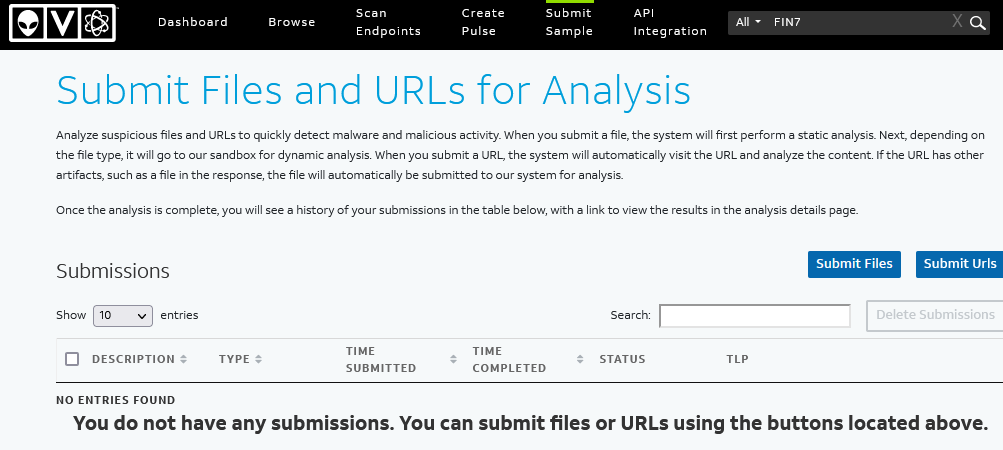 Dashboard
Browse
Scan
Endpoints
Create
Pulse
Submit
Sample
API
Integration
All
FIN7
X
Submit Files and URLs for Analysis
Analyze suspicious files and URLs to quickly detect malware and malicious activity. When you submit a file, the system will first perform a static analysis. Next, depending on
the file type, it will go to our sandbox for dynamic analysis. When you submit a URL, the system will automatically visit the URL and analyze the content. If the URL has other
artifacts, such as a file in the response, the file will automatically be submitted to our system for analysis.
Once the analysis is complete, you will see a history of your submissions in the table below, with a link to view the results in the analysis details page.
Submissions
Submit Files
Submit Urls
Show 10 entries
Search:
Delete Submissions
DESCRIPTION
TYPE
TIME
SUBMITTED
TIME
COMPLETED
STATUS
TLP
NO ENTRIES FOUND
You do not have any submissions. You can submit files or URLs using the buttons located above.